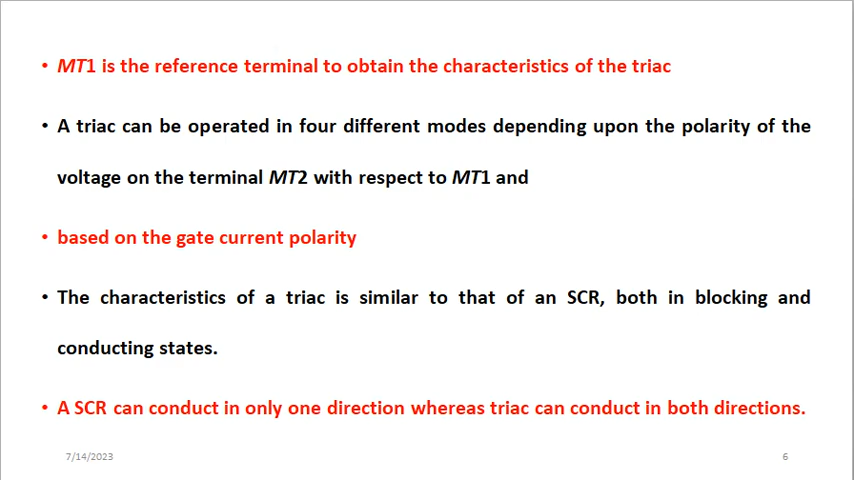 • MT1 is the reference terminal to obtain the characteristics of the triac
• A triac can be operated in four different modes depending upon the polarity of the
voltage on the terminal MT2 with respect to MT1 and
• based on the gate current polarity
• The characteristics of a triac is similar to that of an SCR, both in blocking and
conducting states.
• A SCR can conduct in only one direction whereas triac can conduct in both directions.
7/14/2023
6